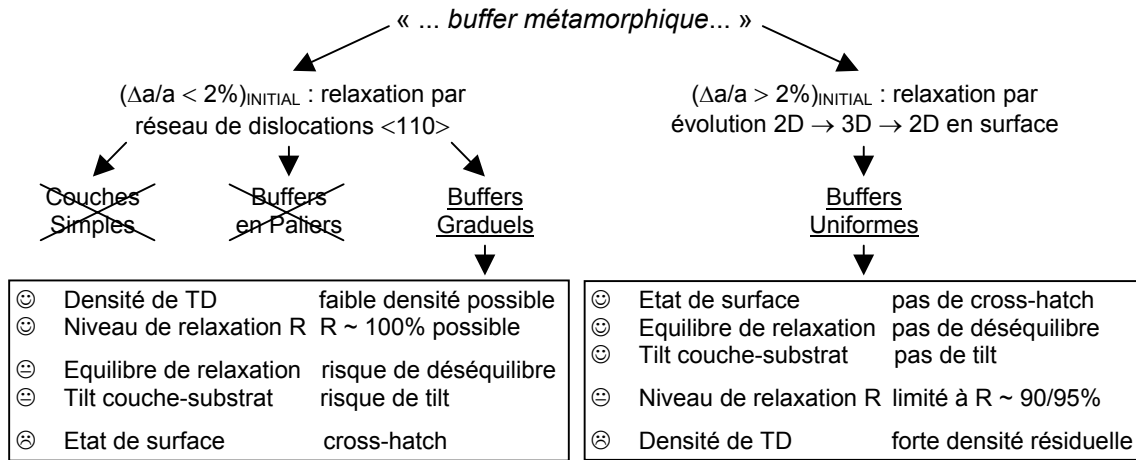 « ... buffer métamorphique... »
(Δa/a < 2%)INITIAL : relaxation par
réseau de dislocations <110>
(Δa/a > 2%)INITIAL : relaxation par
évolution 2D → 3D → 2D en surface
Couches
Simples
Buffers
en Paliers
Buffers
Graduels
Buffers
Uniformes
☺ Densité de TD faible densité possible
☺ Niveau de relaxation R R ~ 100% possible
😐 Equilibre de relaxation risque de déséquilibre
😐 Tilt couche-substrat risque de tilt
☹ Etat de surface cross-hatch
☺ Etat de surface pas de cross-hatch
☺ Equilibre de relaxation pas de déséquilibre
☺ Tilt couche-substrat pas de tilt
😐 Niveau de relaxation R limité à R ~ 90/95%
☹ Densité de TD forte densité résiduelle